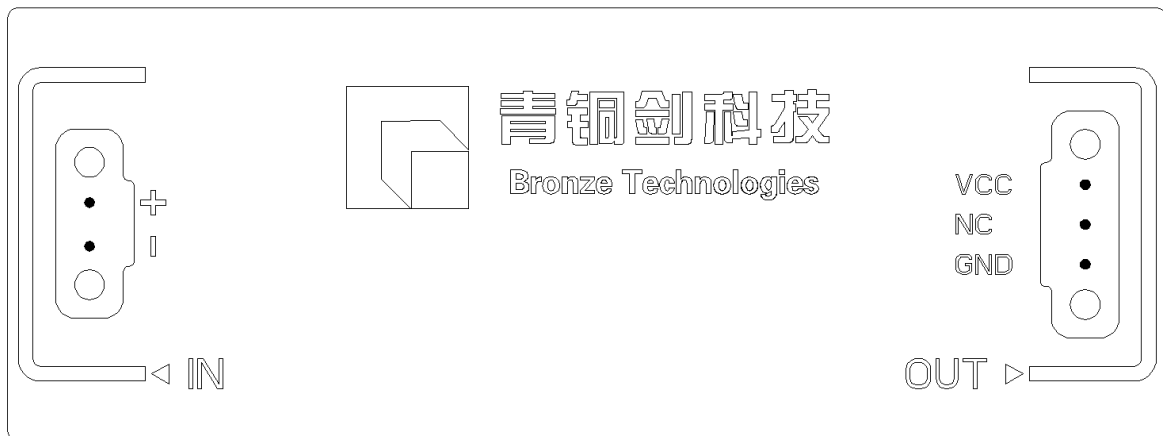 青铜剑科技
Bronze Technologies
+
−
VCC
NC
GND
IN
OUT